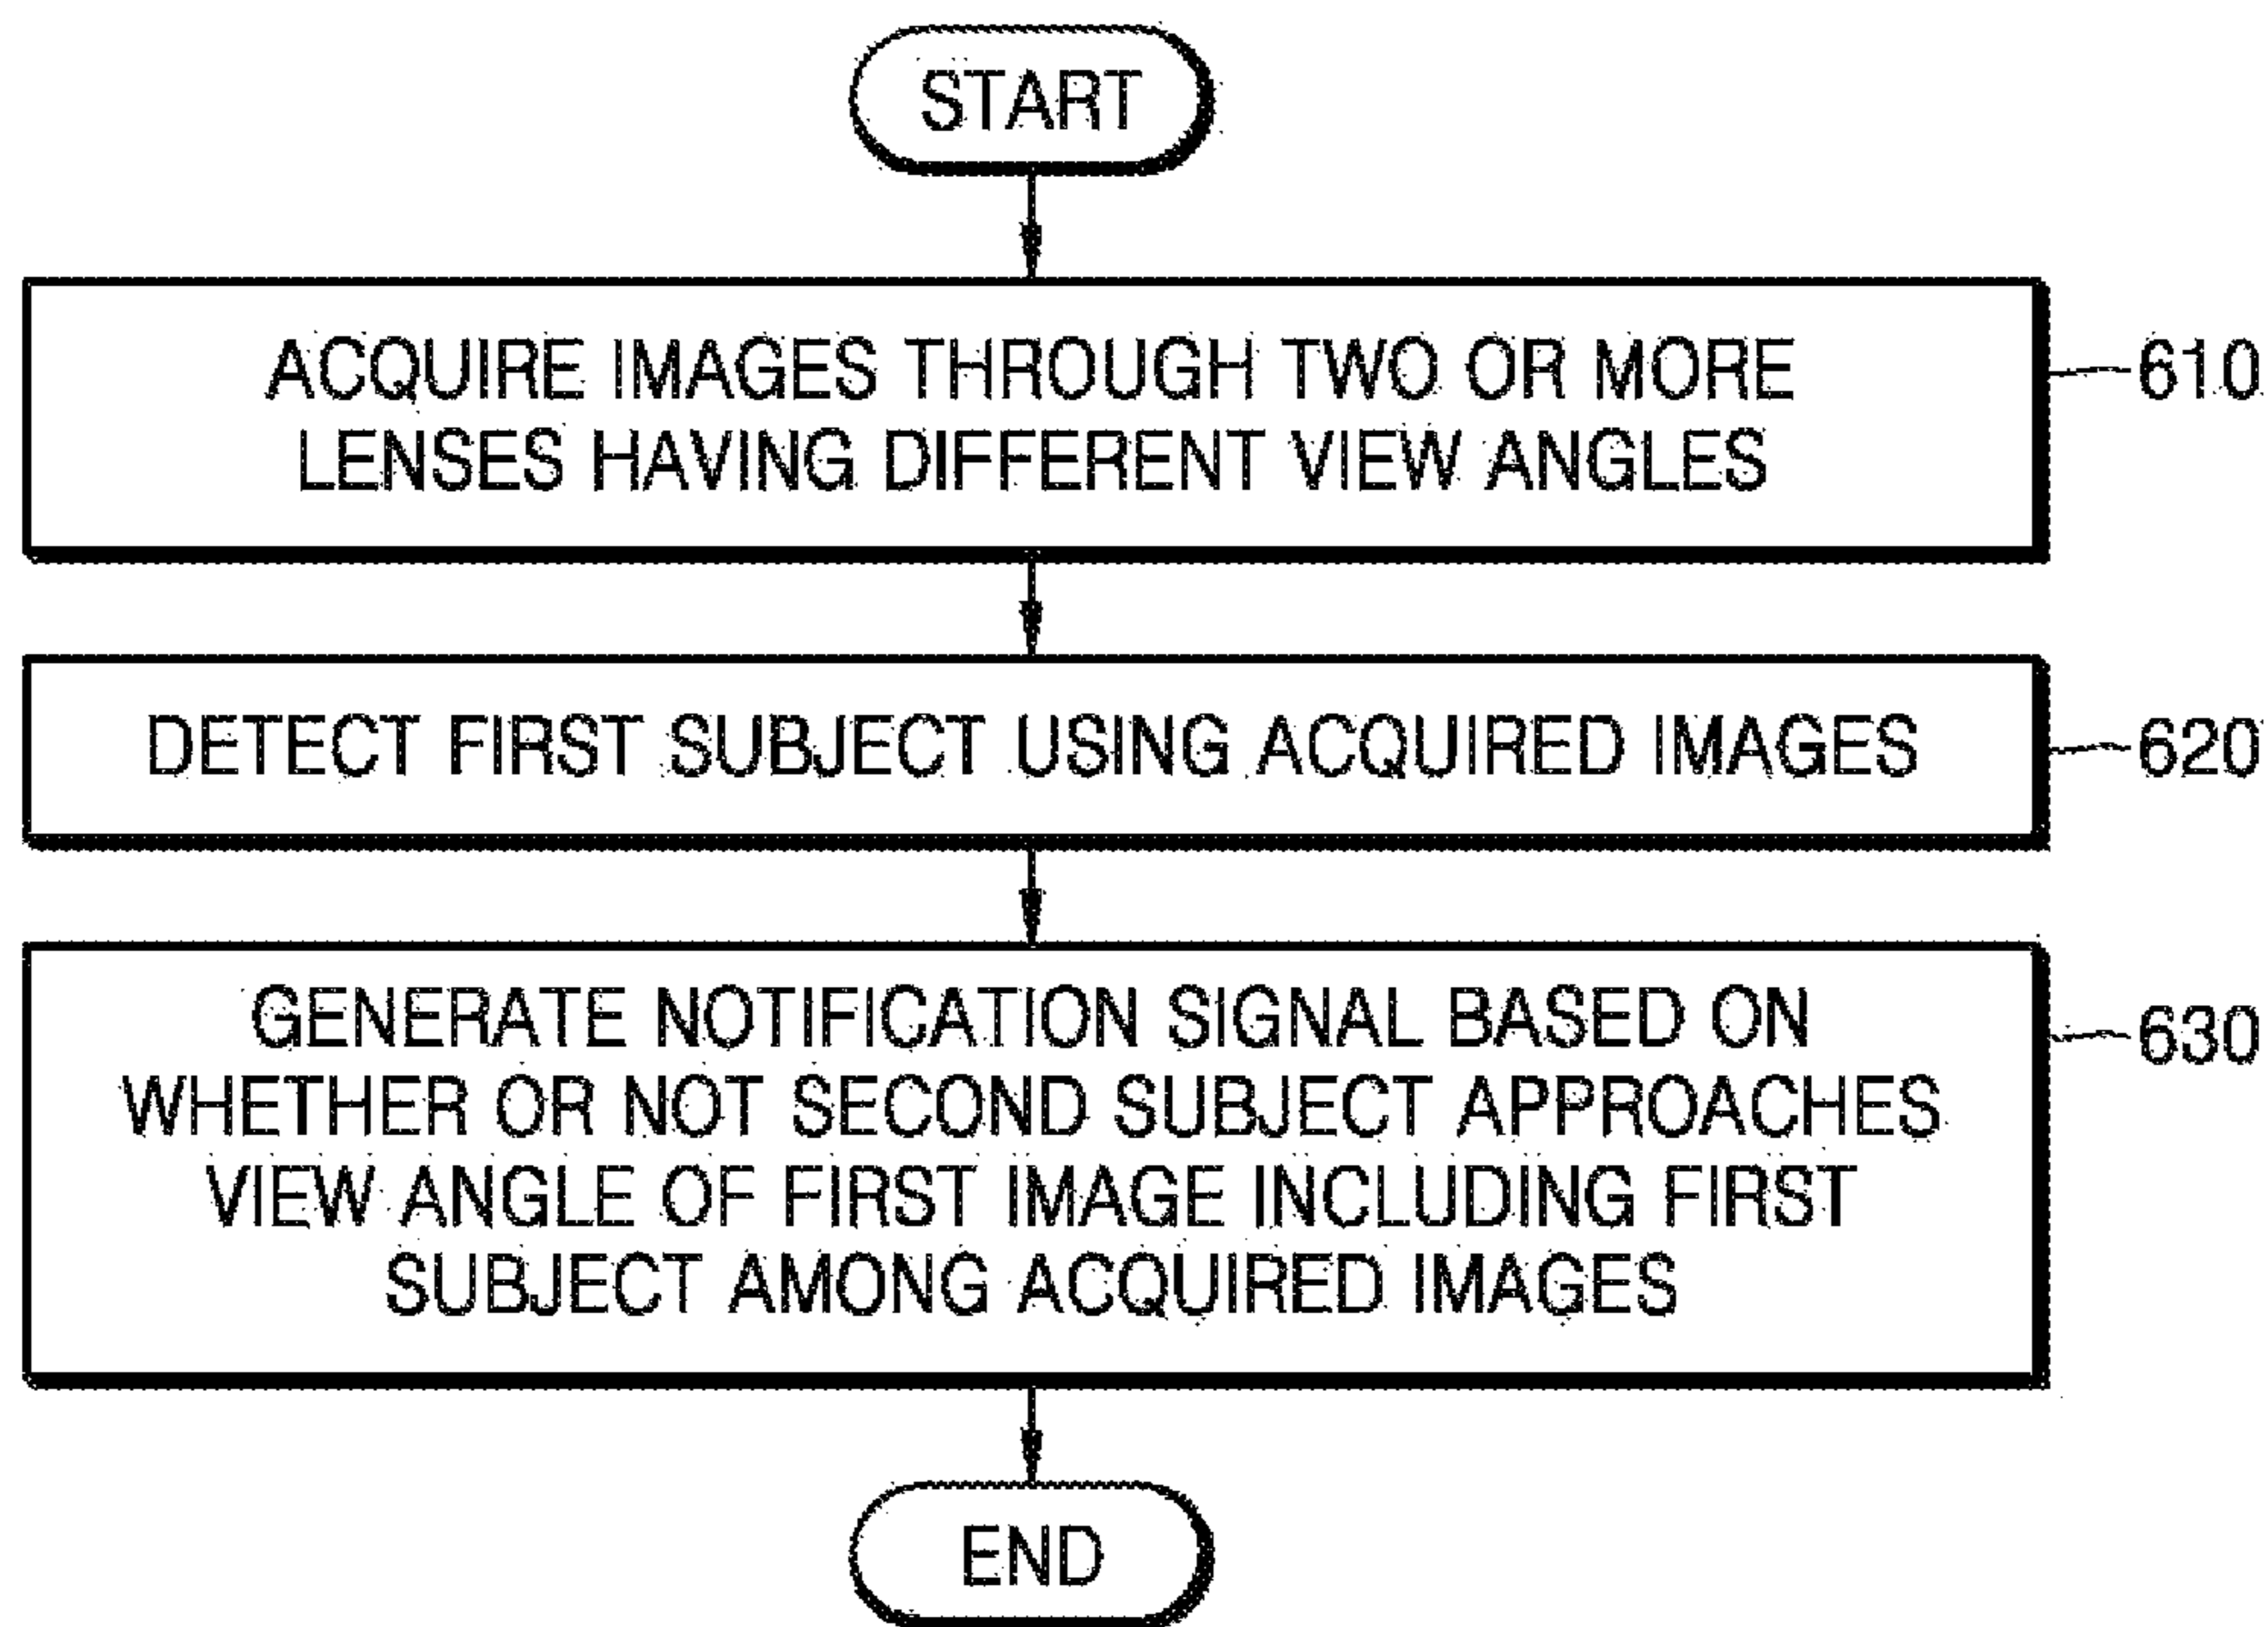 START
ACQUIRE IMAGES THROUGH TWO OR MORE
LENSES HAVING DIFFERENT VIEW ANGLES
610
DETECT FIRST SUBJECT USING ACQUIRED IMAGES
620
GENERATE NOTIFICATION SIGNAL BASED ON
WHETHER OR NOT SECOND SUBJECT APPROACHES
VIEW ANGLE OF FIRST IMAGE INCLUDING FIRST
SUBJECT AMONG ACQUIRED IMAGES
630
END